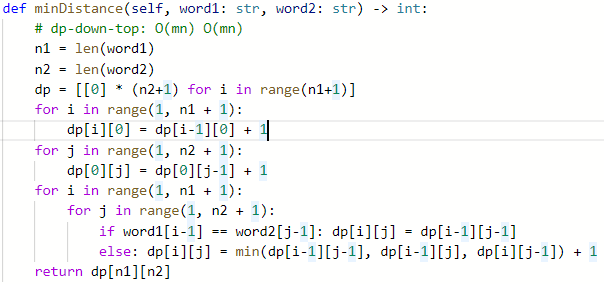 def minDistance(self, word1: str, word2: str) -> int:
    # dp-down-top: O(mn) O(mn)
    n1 = len(word1)
    n2 = len(word2)
    dp = [[0] * (n2+1) for i in range(n1+1)]
    for i in range(1, n1 + 1):
        dp[i][0] = dp[i-1][0] + 1
    for j in range(1, n2 + 1):
        dp[0][j] = dp[0][j-1] + 1
    for i in range(1, n1 + 1):
        for j in range(1, n2 + 1):
            if word1[i-1] == word2[j-1]: dp[i][j] = dp[i-1][j-1]
            else: dp[i][j] = min(dp[i-1][j-1], dp[i-1][j], dp[i][j-1]) + 1
    return dp[n1][n2]